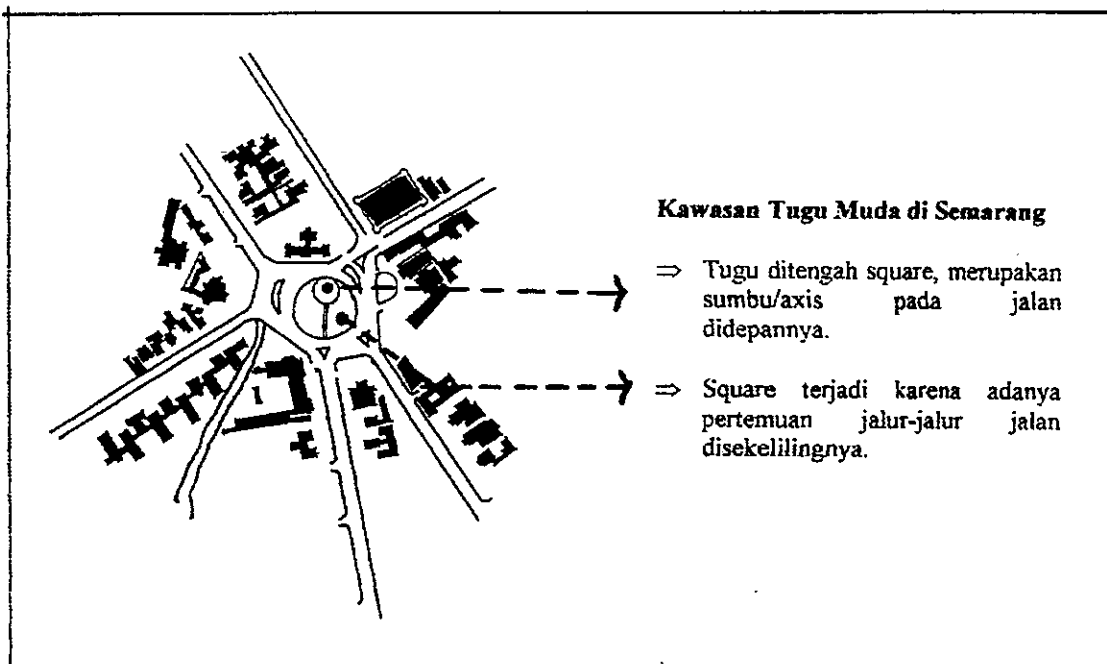 Kawasan Tugu Muda di Semarang
⇒ Tugu ditengah square, merupakan
sumbu/axis pada jalan
didepannya.
⇒ Square terjadi karena adanya
pertemuan jalur-jalur jalan
disekelilingnya.